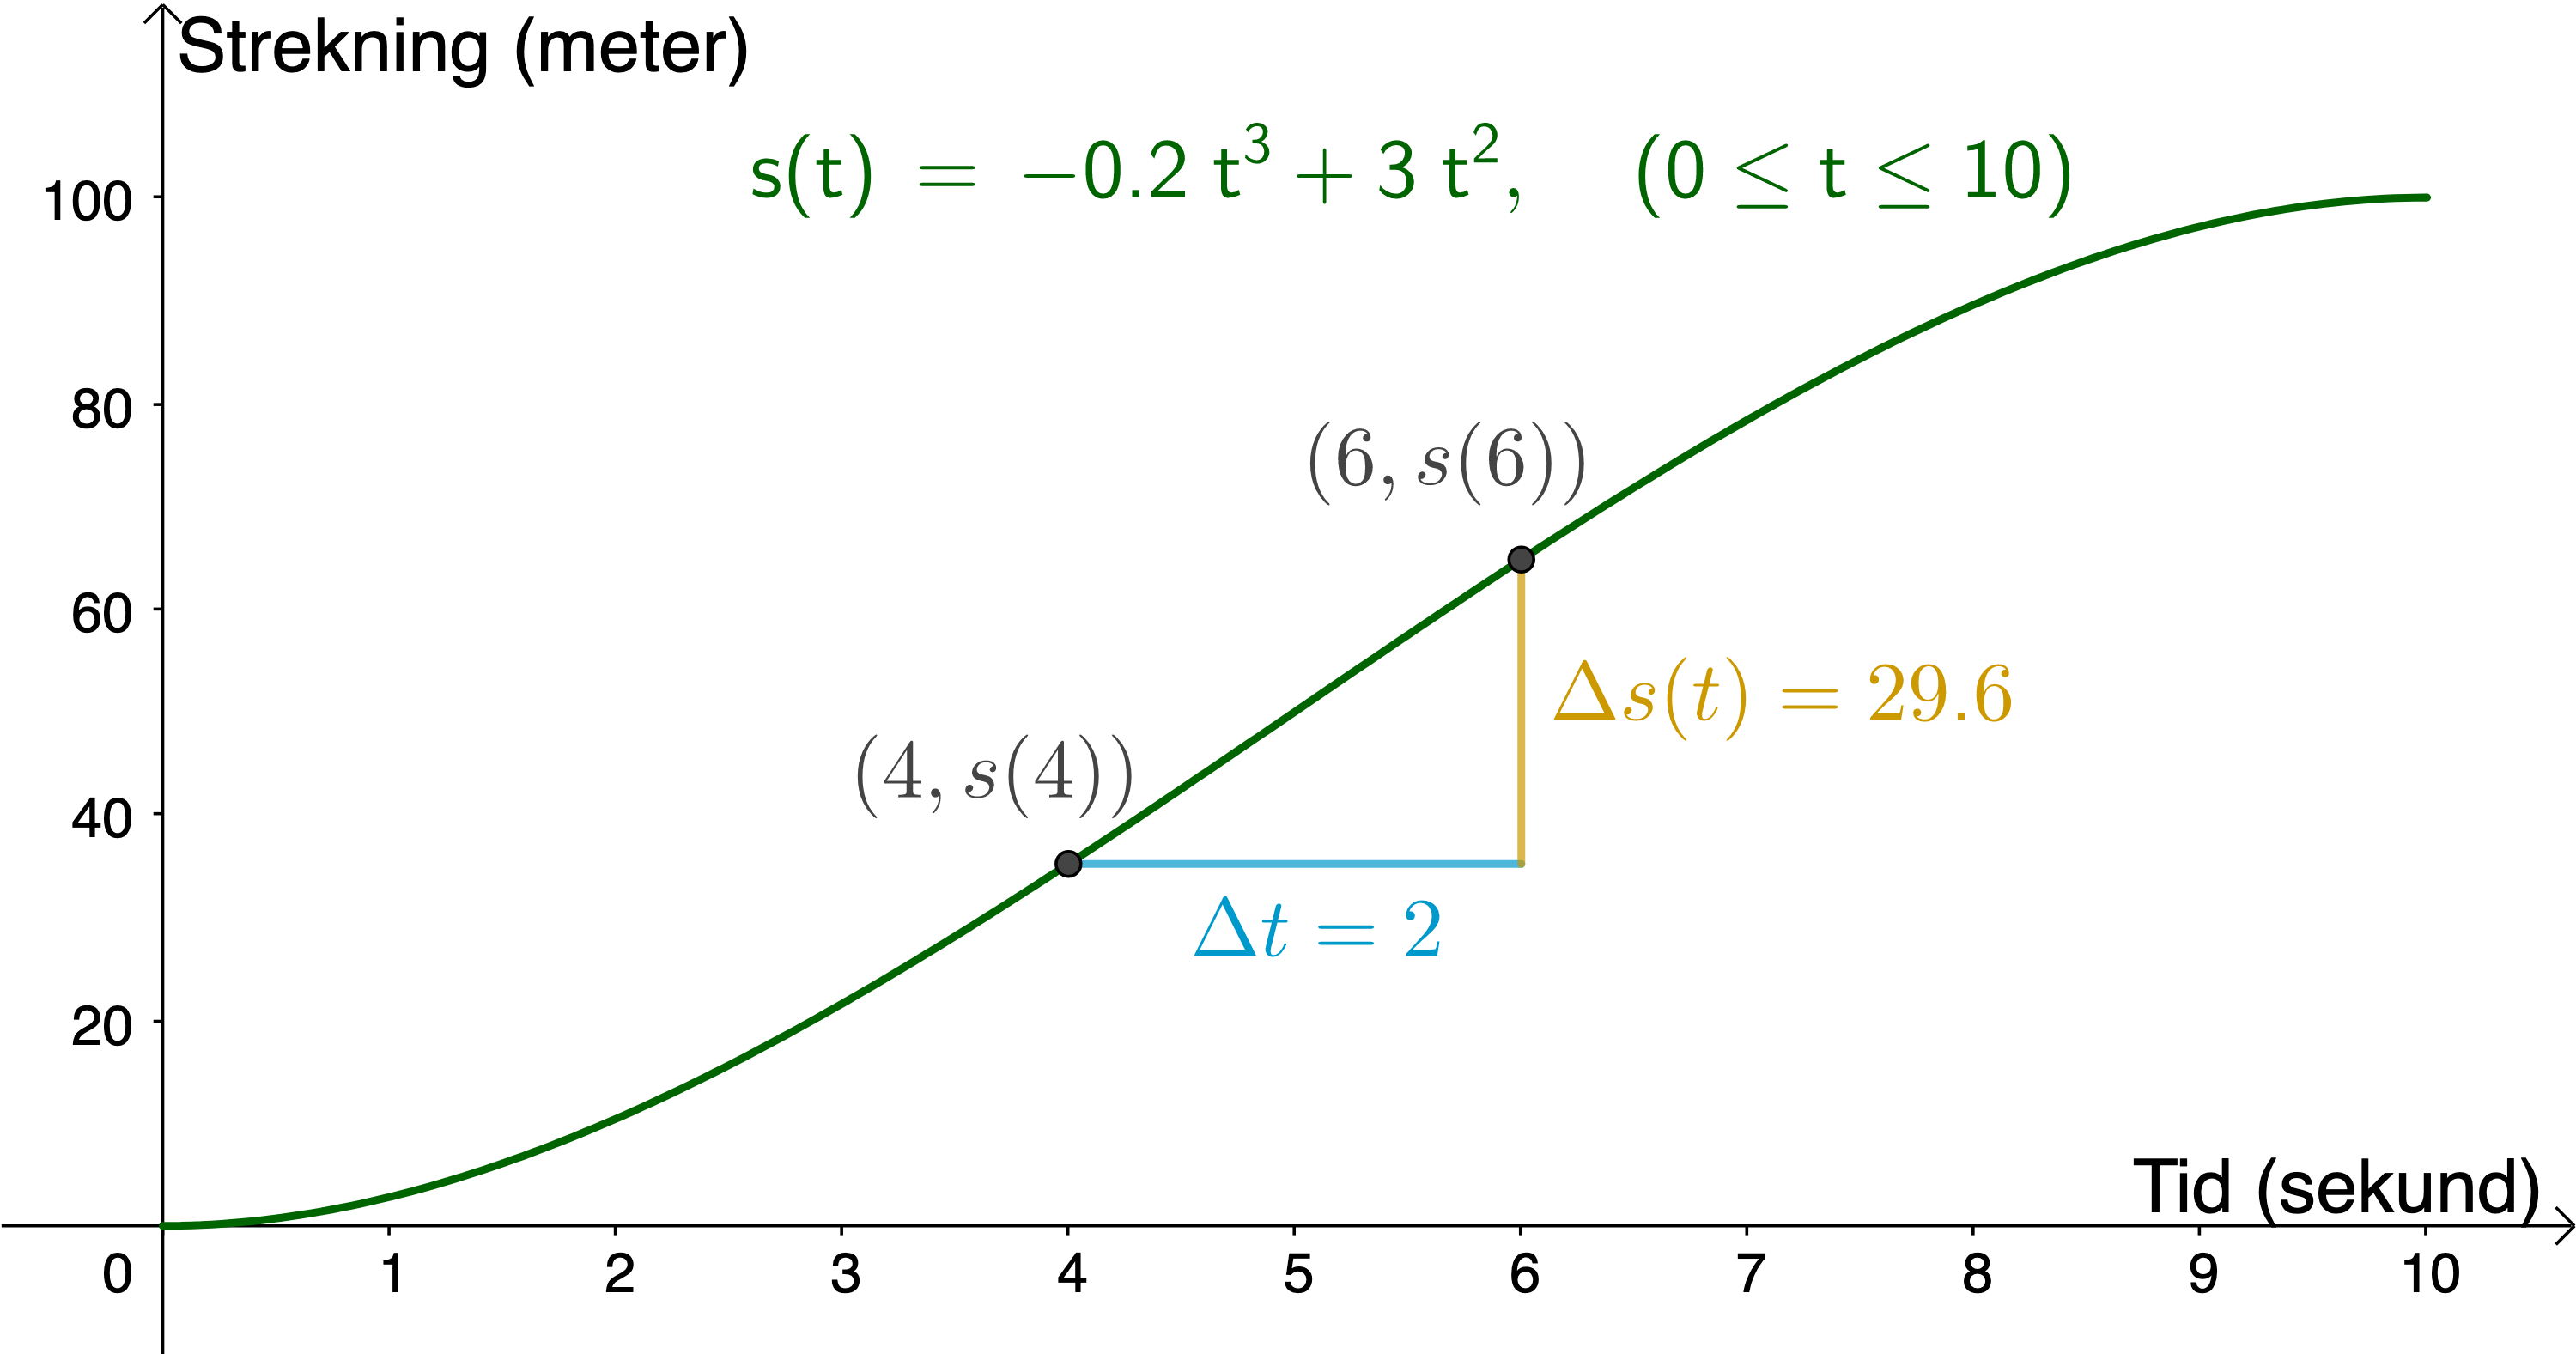 Strekning (meter)
s(t) = −0.2 t³ + 3 t², (0 ≤ t ≤ 10)
100
80
(6, s(6))
60
Δs(t) = 29.6
(4, s(4))
40
Δt = 2
20
Tid (sekund)
0 1 2 3 4 5 6 7 8 9 10